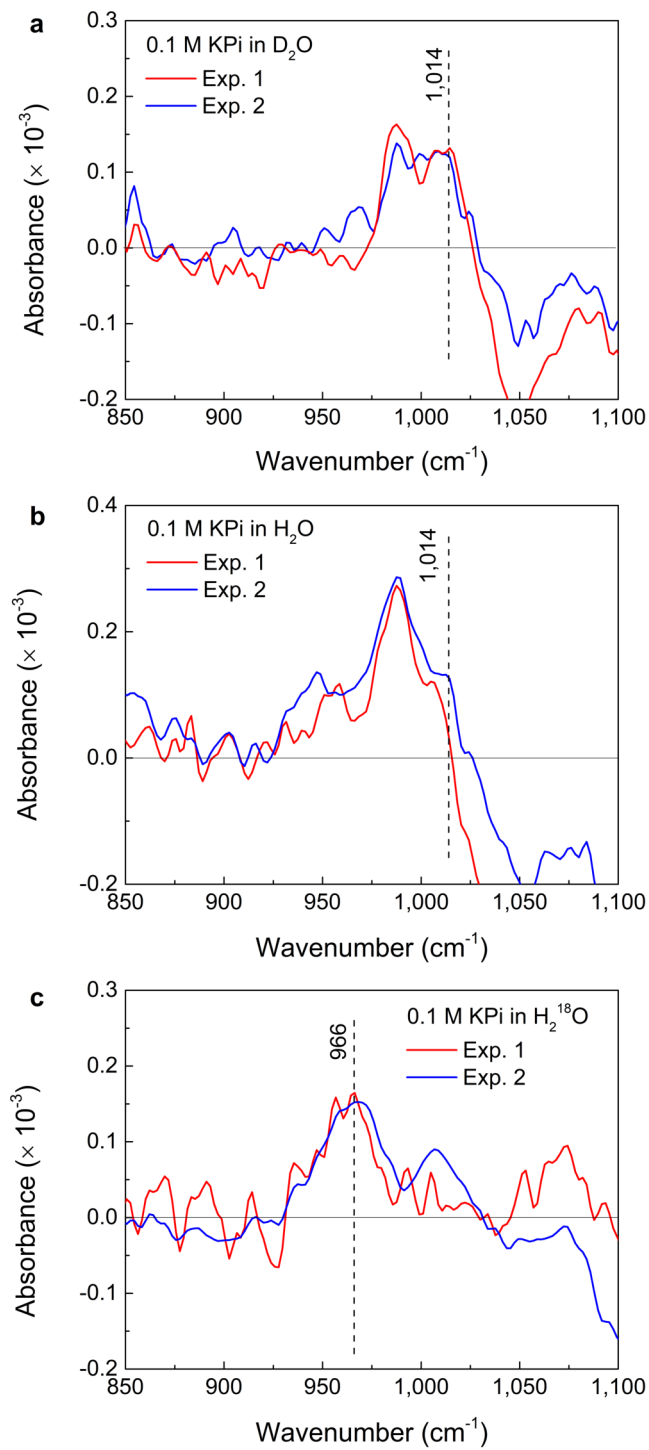 a
0.1 M KPi in D₂O
Exp. 1
Exp. 2
1,014
0.3
0.2
0.1
0.0
-0.1
-0.2
Absorbance (× 10⁻³)
850 900 950 1,000 1,050 1,100
Wavenumber (cm⁻¹)
b
0.1 M KPi in H₂O
Exp. 1
Exp. 2
1,014
0.4
0.2
0.0
-0.2
Absorbance (× 10⁻³)
850 900 950 1,000 1,050 1,100
Wavenumber (cm⁻¹)
c
0.1 M KPi in H₂¹⁸O
Exp. 1
Exp. 2
966
0.3
0.2
0.1
0.0
-0.1
-0.2
Absorbance (× 10⁻³)
850 900 950 1,000 1,050 1,100
Wavenumber (cm⁻¹)